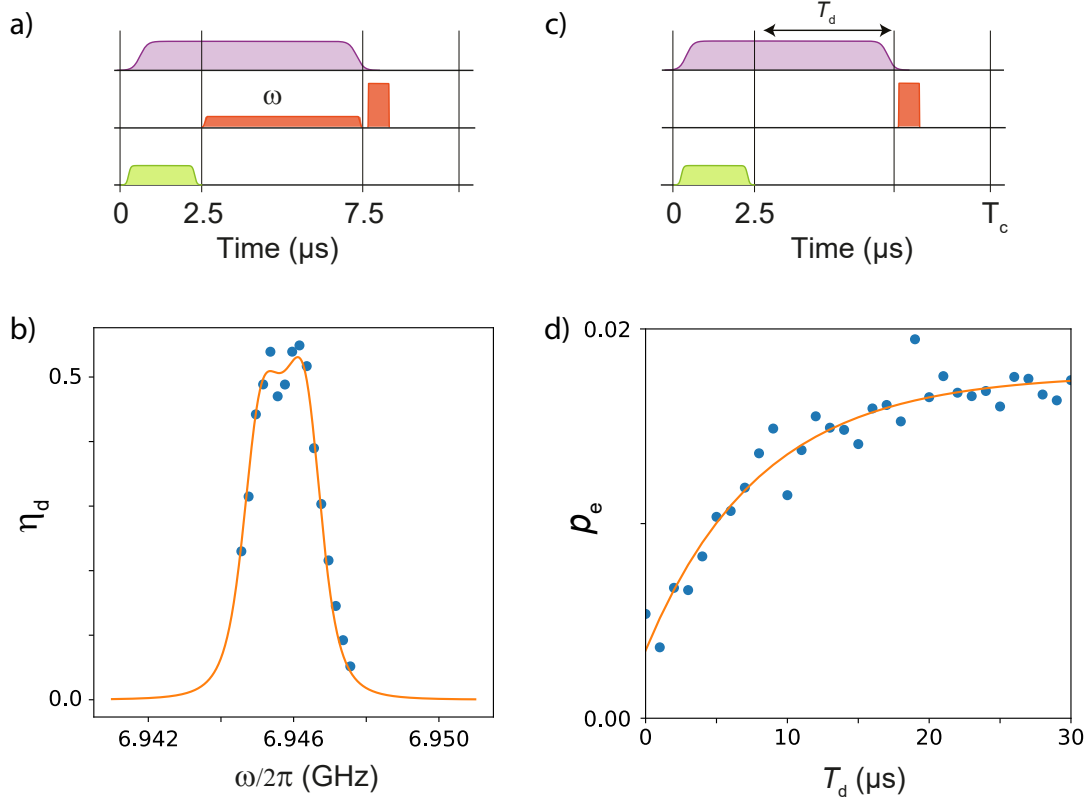 a)
ω
0 2.5 7.5
Time (µs)
c)
T_d
0 2.5 T_c
Time (µs)
b)
0.5
0.0
η_d
6.942 6.946 6.950
ω/2π (GHz)
d)
0.02
0.00
p_e
0 10 20 30
T_d (µs)